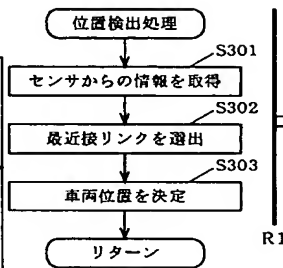 位置検出処理
S301
センサからの情報を取得
S302
最近接リンクを選出
S303
車両位置を決定
リターン
R1